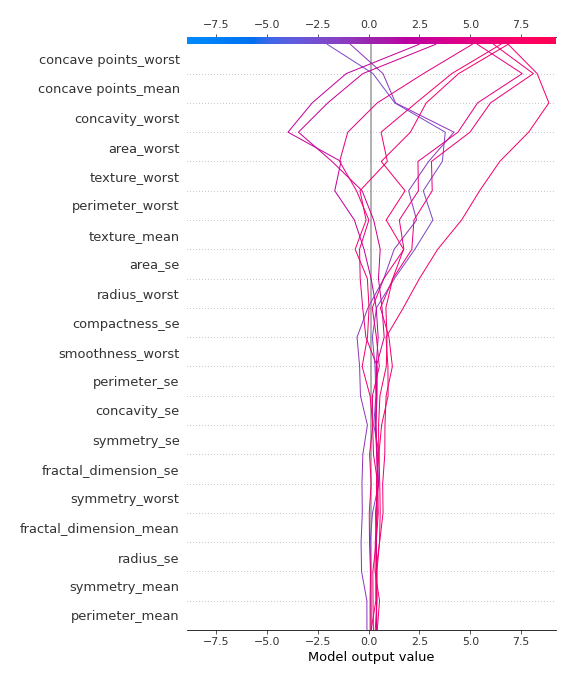 −7.5 −5.0 −2.5 0.0 2.5 5.0 7.5
concave points_worst
concave points_mean
concavity_worst
area_worst
texture_worst
perimeter_worst
texture_mean
area_se
radius_worst
compactness_se
smoothness_worst
perimeter_se
concavity_se
symmetry_se
fractal_dimension_se
symmetry_worst
fractal_dimension_mean
radius_se
symmetry_mean
perimeter_mean
−7.5 −5.0 −2.5 0.0 2.5 5.0 7.5
Model output value